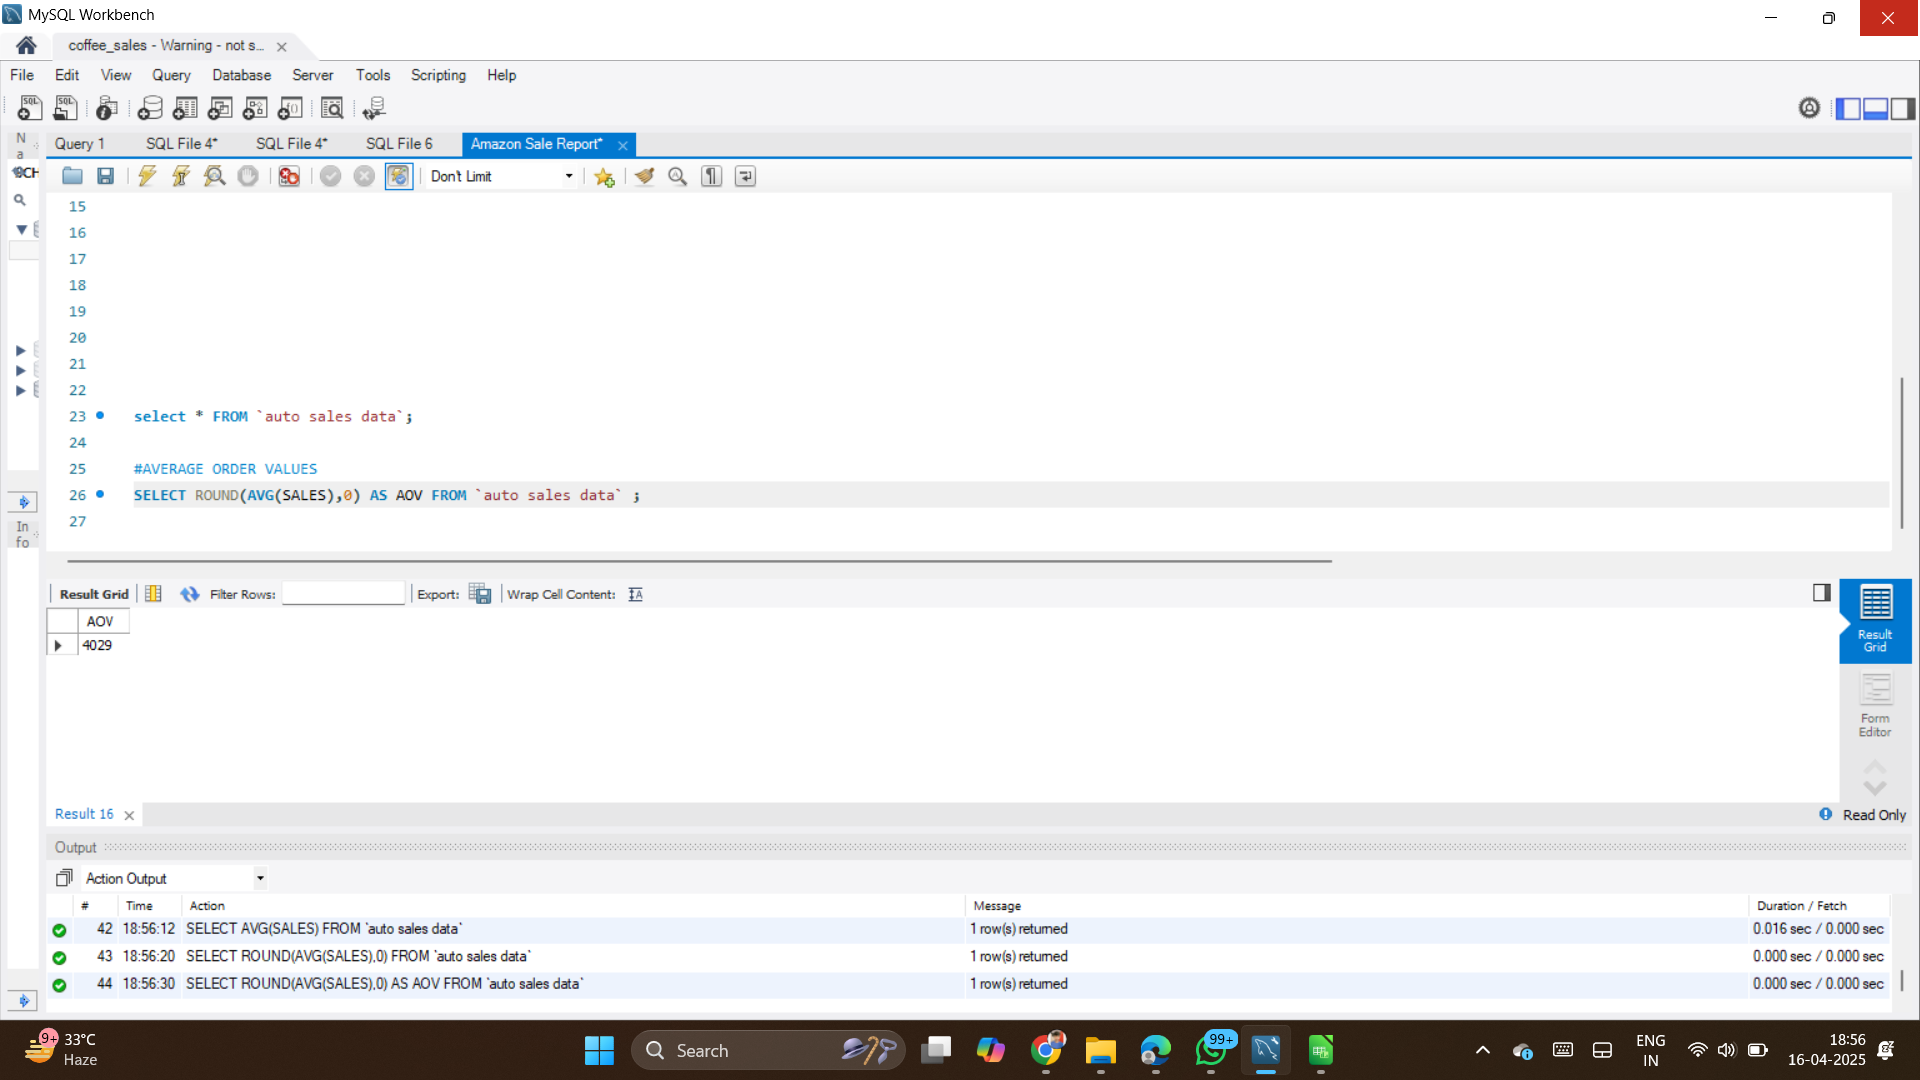 MySQL Workbench
coffee_sales - Warning - not s...
File Edit View Query Database Server Tools Scripting Help
Query 1 SQL File 4* SQL File 4* SQL File 6 Amazon Sale Report*
N
a
SCH
Don't Limit
15
16
17
18
19
20
21
22
23 select * FROM `auto sales data`;
24
25 #AVERAGE ORDER VALUES
26 SELECT ROUND(AVG(SALES),0) AS AOV FROM `auto sales data` ;
27
In
fo
Result Grid Filter Rows: Export: Wrap Cell Content:
AOV
4029
Result
Grid
Form
Editor
Result 16 Read Only
Output
Action Output
# Time Action Message Duration / Fetch
42 18:56:12 SELECT AVG(SALES) FROM `auto sales data` 1 row(s) returned 0.016 sec / 0.000 sec
43 18:56:20 SELECT ROUND(AVG(SALES),0) FROM `auto sales data` 1 row(s) returned 0.000 sec / 0.000 sec
44 18:56:30 SELECT ROUND(AVG(SALES),0) AS AOV FROM `auto sales data` 1 row(s) returned 0.000 sec / 0.000 sec
9+ 33°C
Haze
Search
99+
ENG
IN
18:56
16-04-2025